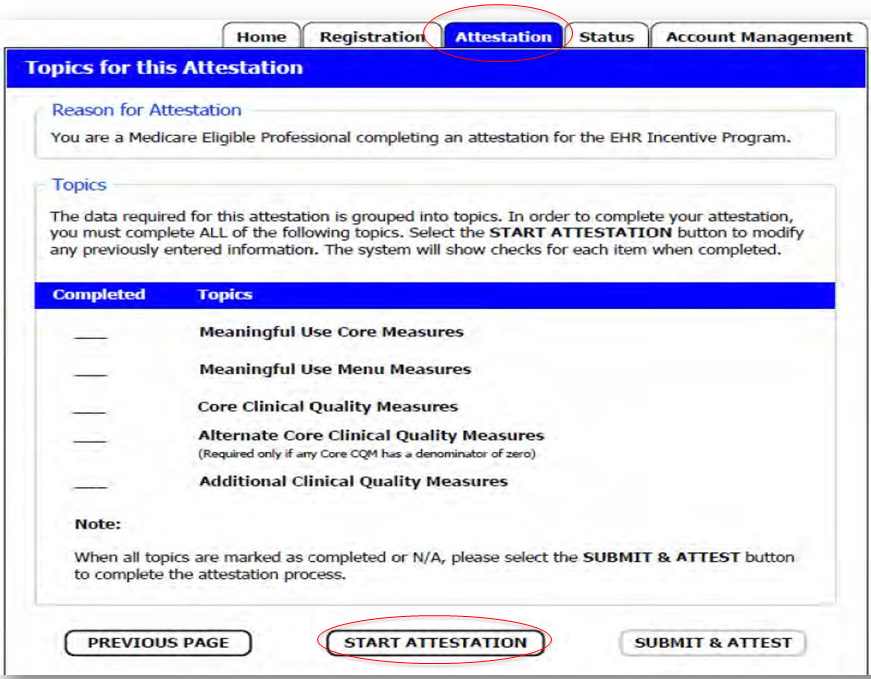 Home Registration Attestation Status Account Management
Topics for this Attestation
Reason for Attestation
You are a Medicare Eligible Professional completing an attestation for the EHR Incentive Program.
Topics
The data required for this attestation is grouped into topics. In order to complete your attestation,
you must complete ALL of the following topics. Select the START ATTESTATION button to modify
any previously entered information. The system will show checks for each item when completed.
Completed Topics
___ Meaningful Use Core Measures
___ Meaningful Use Menu Measures
___ Core Clinical Quality Measures
___ Alternate Core Clinical Quality Measures
(Required only if any Core CQM has a denominator of zero)
___ Additional Clinical Quality Measures
Note:
When all topics are marked as completed or N/A, please select the SUBMIT & ATTEST button
to complete the attestation process.
PREVIOUS PAGE START ATTESTATION SUBMIT & ATTEST